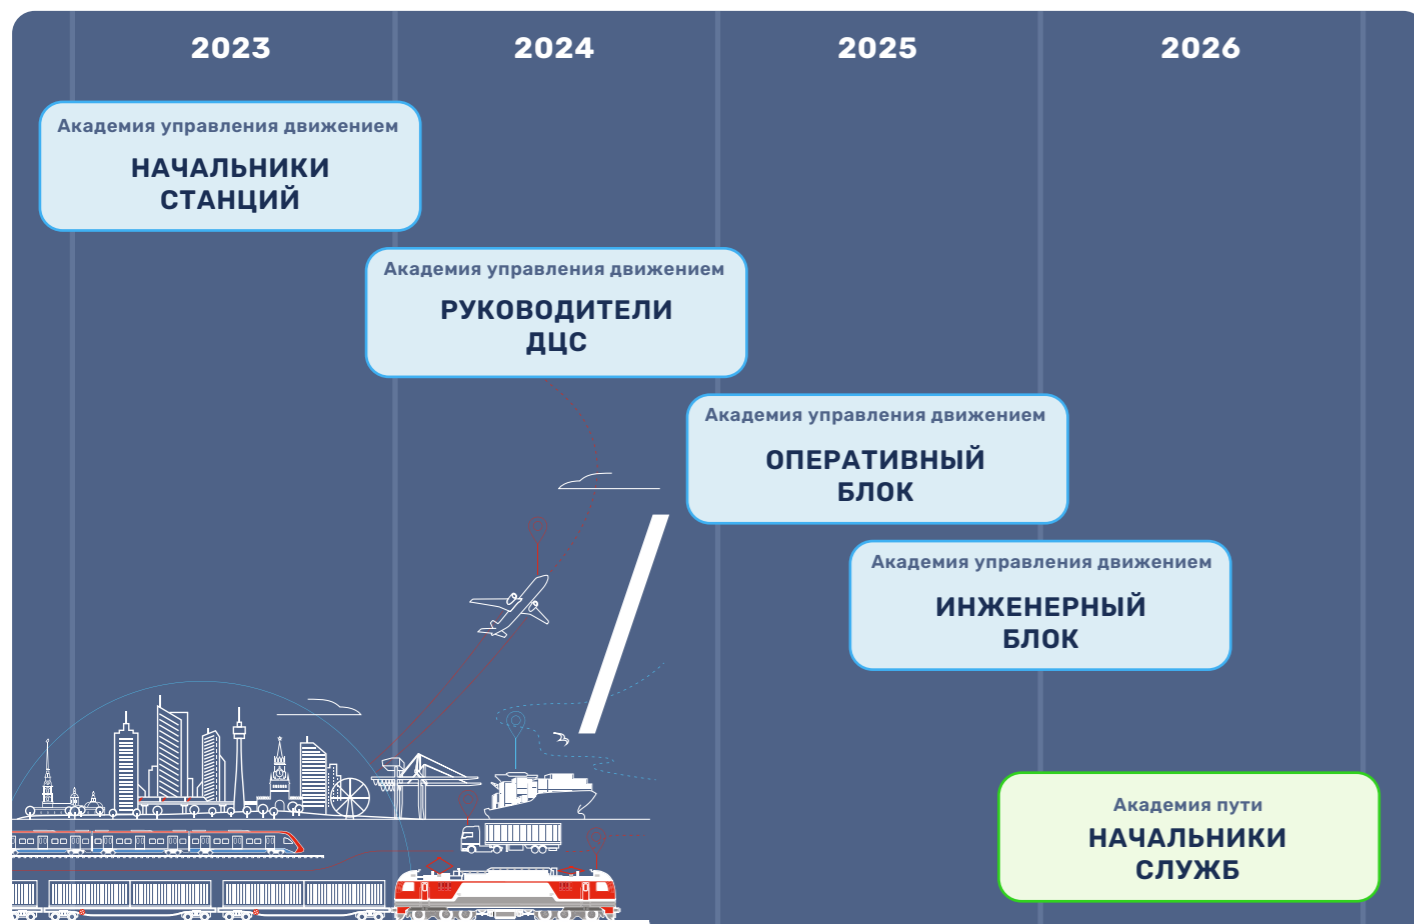 2023
2024
2025
2026
Академия управления движением
НАЧАЛЬНИКИ
СТАНЦИЙ
Академия управления движением
РУКОВОДИТЕЛИ
ДЦС
Академия управления движением
ОПЕРАТИВНЫЙ
БЛОК
Академия управления движением
ИНЖЕНЕРНЫЙ
БЛОК
Академия пути
НАЧАЛЬНИКИ
СЛУЖБ